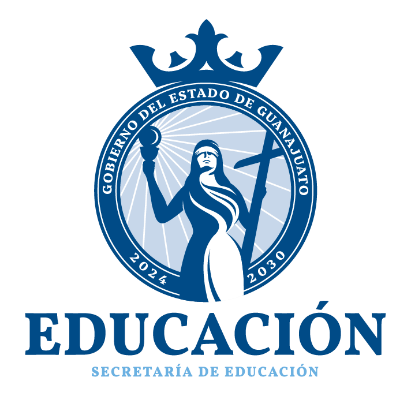 GOBIERNO DEL ESTADO DE GUANAJUATO
2024 2030
EDUCACIÓN
SECRETARÍA DE EDUCACIÓN